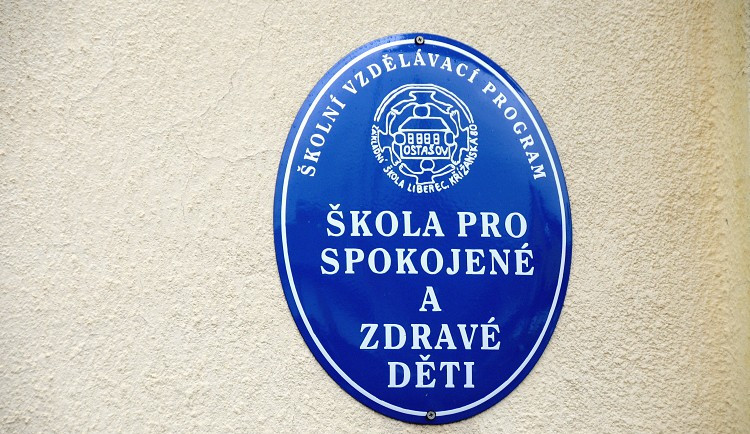 ŠKOLNÍ VZDĚLÁVACÍ PROGRAM
OSTAŠOV
ZÁKLADNÍ ŠKOLA LIBEREC, KŘIŽANSKÁ 80
ŠKOLA PRO
SPOKOJENÉ
A
ZDRAVÉ
DĚTI